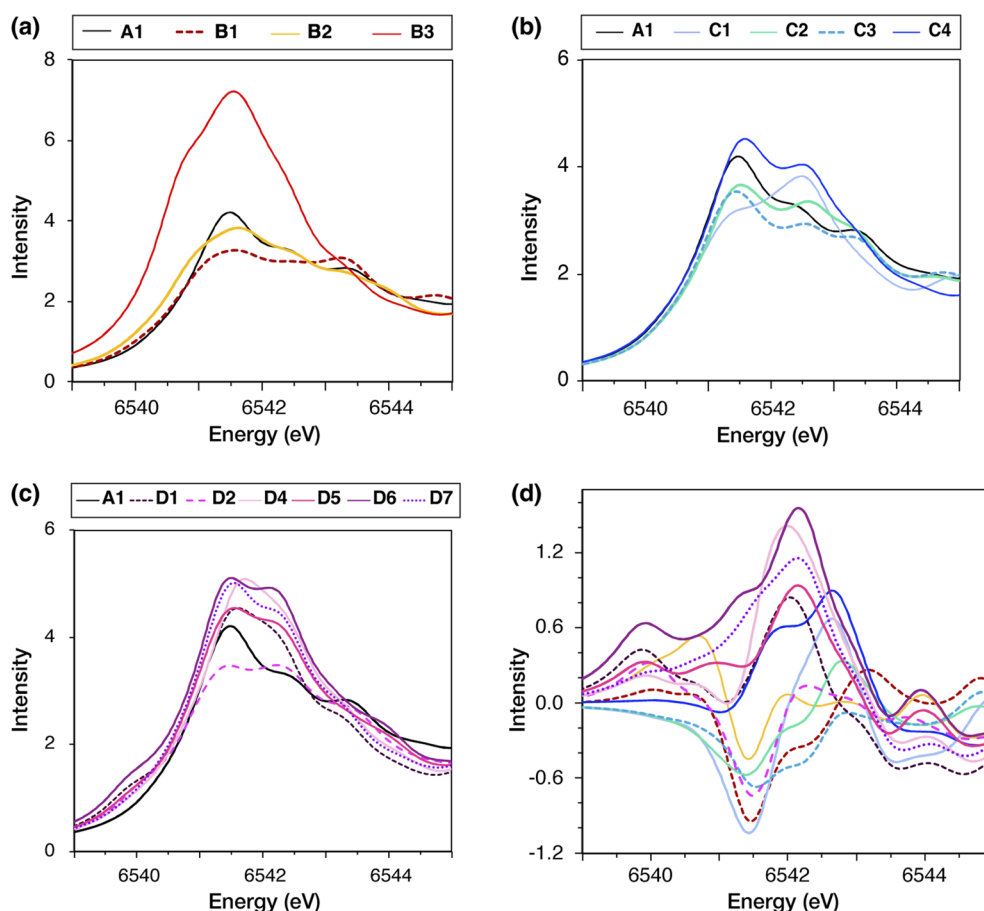 (a) A1 B1 B2 B3
8
6
4
2
0
Intensity
6540 6542 6544
Energy (eV)
(b) A1 C1 C2 C3 C4
6
4
2
0
Intensity
6540 6542 6544
Energy (eV)
(c) A1 D1 D2 D4 D5 D6 D7
6
4
2
0
Intensity
6540 6542 6544
Energy (eV)
(d)
1.2
0.6
0.0
-0.6
-1.2
Intensity
6540 6542 6544
Energy (eV)